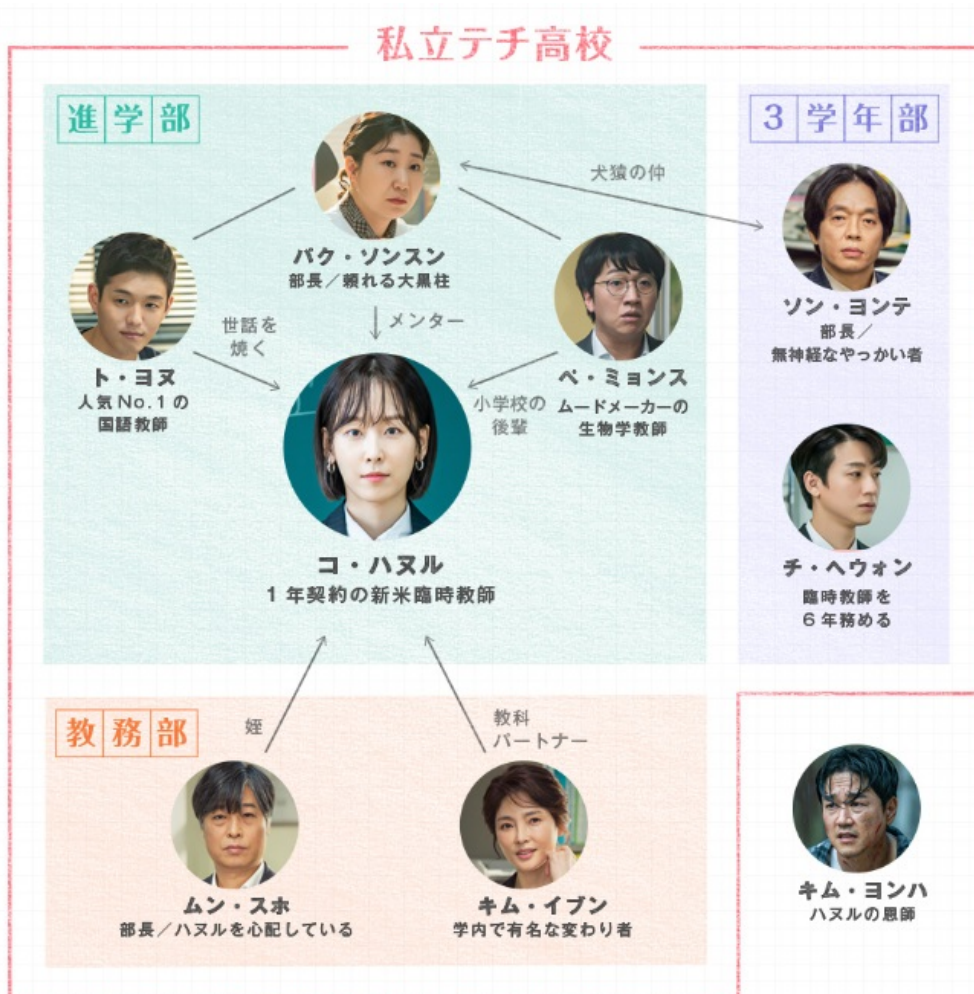 私立テチ高校
進学部
3学年部
犬猿の仲
パク・ソンスン
部長／頼れる大黒柱
ソン・ヨンテ
部長／
無神経なやっかい者
世話を
焼く
メンター
ト・ヨヌ
人気No.1の
国語教師
ペ・ミョンス
ムードメーカーの
生物学教師
小学校の
後輩
コ・ハヌル
1年契約の新米臨時教師
チ・ヘウォン
臨時教師を
6年務める
教務部
姪
教科
パートナー
ムン・スホ
部長／ハヌルを心配している
キム・イブン
学内で有名な変わり者
キム・ヨンハ
ハヌルの恩師